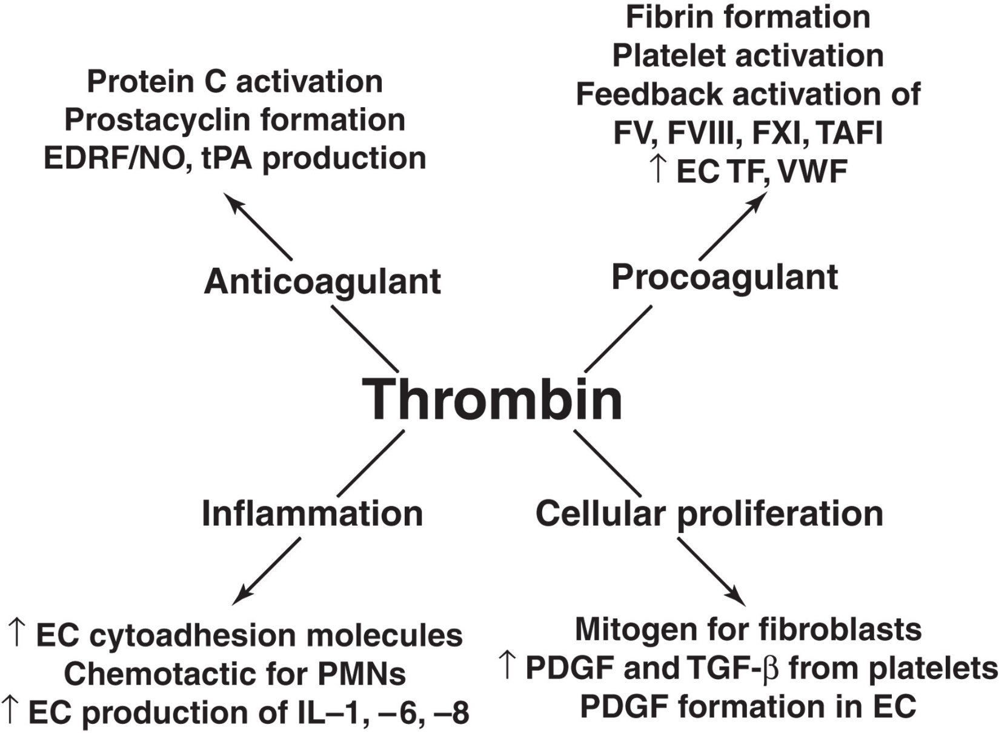 Protein C activation
Prostacyclin formation
EDRF/NO, tPA production
Fibrin formation
Platelet activation
Feedback activation of
FV, FVIII, FXI, TAFI
↑ EC TF, VWF
Anticoagulant
Procoagulant
Thrombin
Inflammation
Cellular proliferation
↑ EC cytoadhesion molecules
Chemotactic for PMNs
↑ EC production of IL–1, –6, –8
Mitogen for fibroblasts
↑ PDGF and TGF-β from platelets
PDGF formation in EC